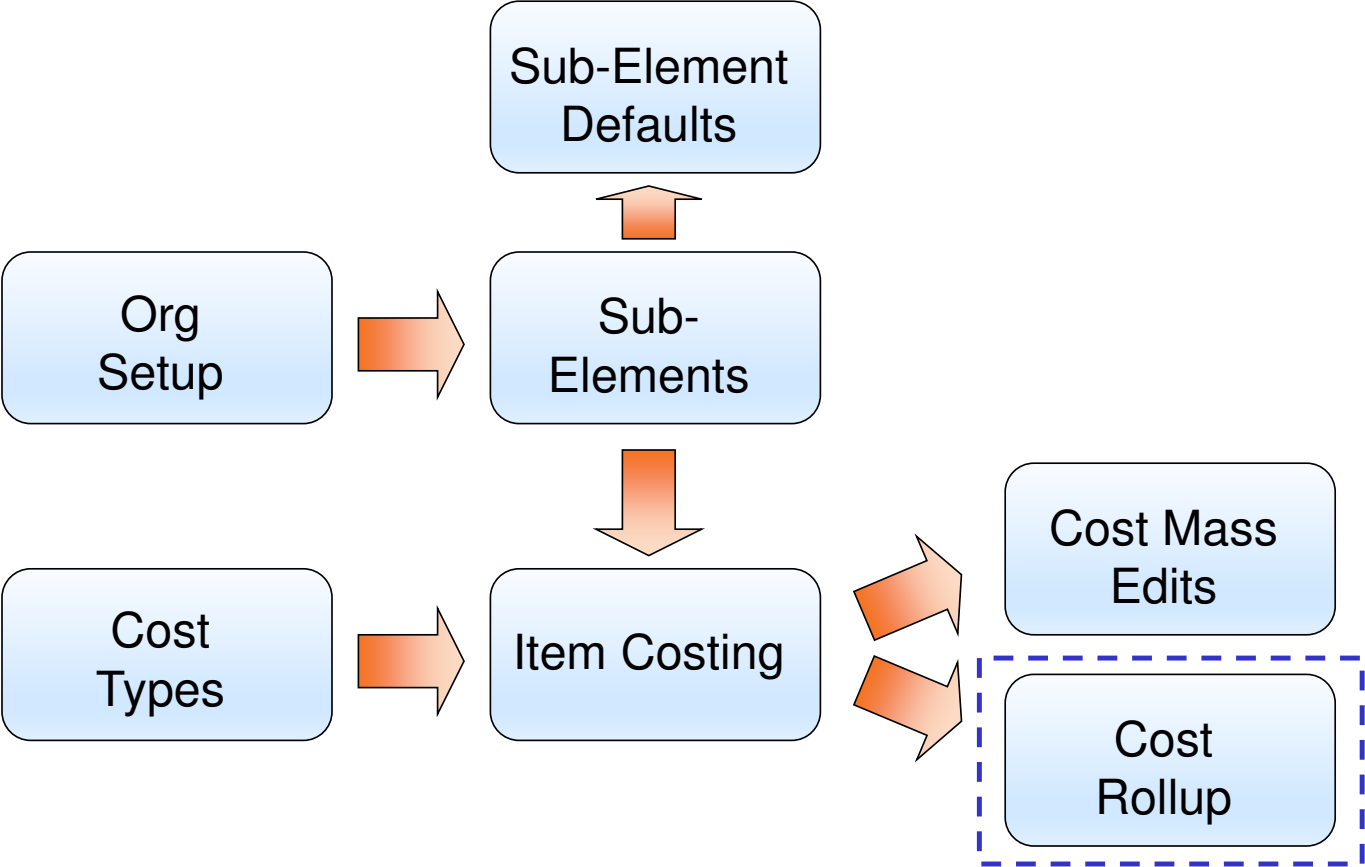 Sub-Element
Defaults
Org
Setup
Sub-
Elements
Cost
Types
Item Costing
Cost Mass
Edits
Cost
Rollup